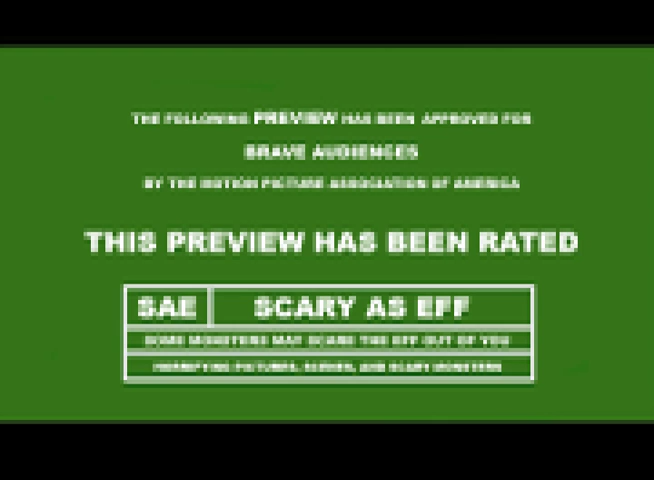 THE FOLLOWING PREVIEW HAS BEEN APPROVED FOR
BRAVE AUDIENCES
BY THE MOTION PICTURE ASSOCIATION OF AMERICA
THIS PREVIEW HAS BEEN RATED
SAE SCARY AS EFF
SOME MONSTERS MAY SCARE THE EFF OUT OF YOU
HORRIFYING PICTURES, SCENES, AND SCARY MONSTERS